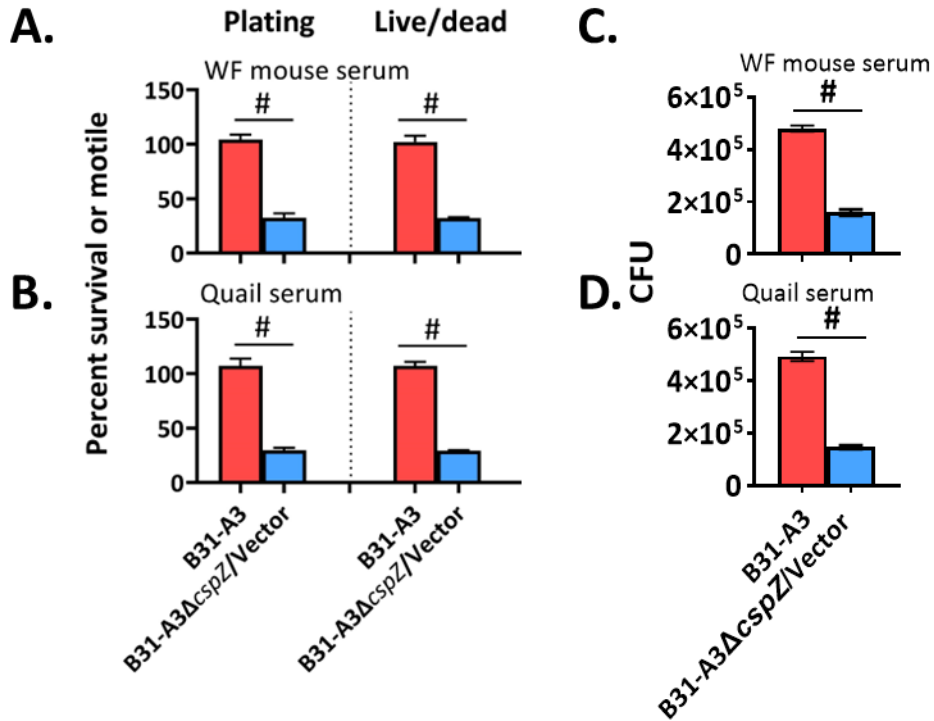 A.
Plating
Live/dead
WF mouse serum
#
#
150
100
50
0
B.
Quail serum
#
#
150
100
50
0
Percent survival or motile
B31-A3
B31-A3ΔcspZ/Vector
B31-A3
B31-A3ΔcspZ/Vector
C.
WF mouse serum
#
6×10⁵
4×10⁵
2×10⁵
0
D.
Quail serum
#
6×10⁵
4×10⁵
2×10⁵
0
CFU
B31-A3
B31-A3ΔcspZ/Vector